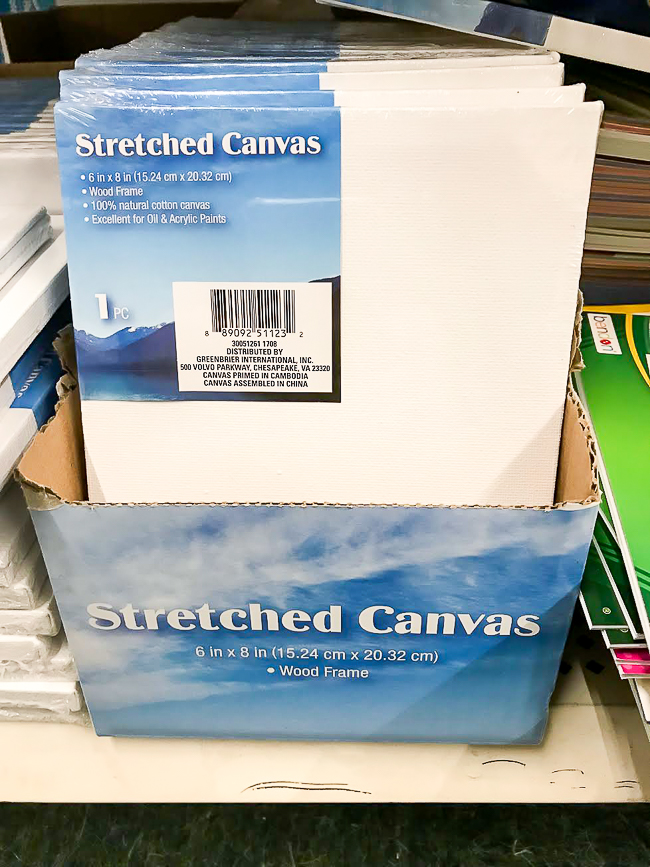 Stretched Canvas
• 6 in x 8 in (15.24 cm x 20.32 cm)
• Wood Frame
• 100% natural cotton canvas
• Excellent for Oil & Acrylic Paints
1 PC
8 89092 51123 2
30051261 1708
DISTRIBUTED BY
GREENBRIER INTERNATIONAL, INC.
500 VOLVO PARKWAY, CHESAPEAKE, VA 23320
CANVAS PRIMED IN CAMBODIA
CANVAS ASSEMBLED IN CHINA
Stretched Canvas
6 in x 8 in (15.24 cm x 20.32 cm)
• Wood Frame